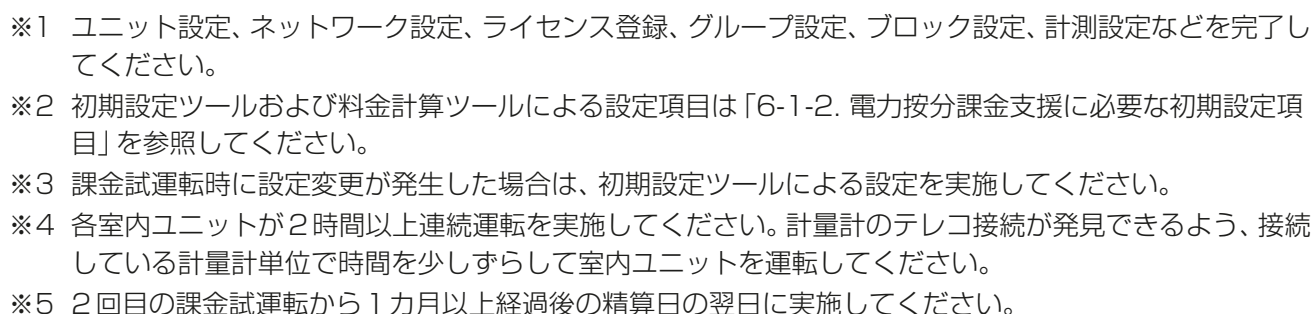 ※1 ユニット設定、ネットワーク設定、ライセンス登録、グループ設定、ブロック設定、計測設定などを完了し
てください。
※2 初期設定ツールおよび料金計算ツールによる設定項目は「6-1-2. 電力按分課金支援に必要な初期設定項
目」を参照してください。
※3 課金試運転時に設定変更が発生した場合は、初期設定ツールによる設定を実施してください。
※4 各室内ユニットが2時間以上連続運転を実施してください。計量計のテレコ接続が発見できるよう、接続
している計量計単位で時間を少しずらして室内ユニットを運転してください。
※5 2回目の課金試運転から1カ月以上経過後の精算日の翌日に実施してください。